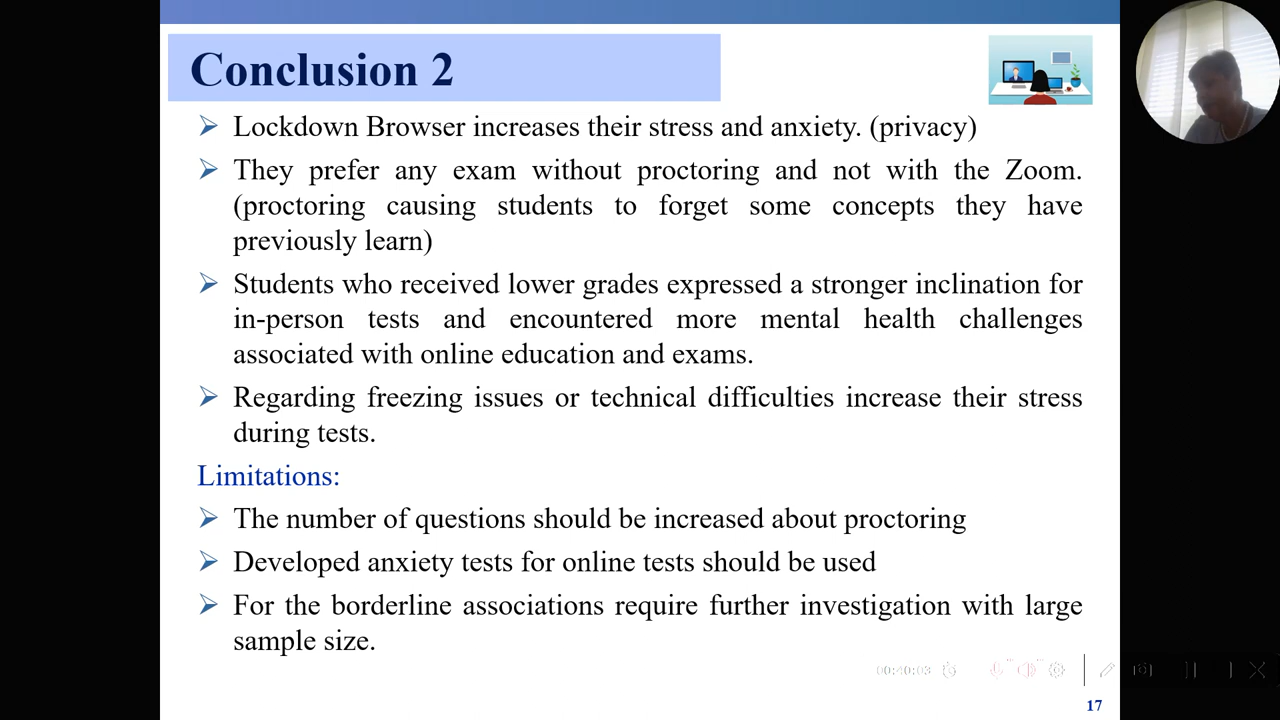 Conclusion 2
Lockdown Browser increases their stress and anxiety. (privacy)
They prefer any exam without proctoring and not with the Zoom.
(proctoring causing students to forget some concepts they have
previously learn)
Students who received lower grades expressed a stronger inclination for
in-person tests and encountered more mental health challenges
associated with online education and exams.
Regarding freezing issues or technical difficulties increase their stress
during tests.
Limitations:
The number of questions should be increased about proctoring
Developed anxiety tests for online tests should be used
For the borderline associations require further investigation with large
sample size.
00:40:03
17